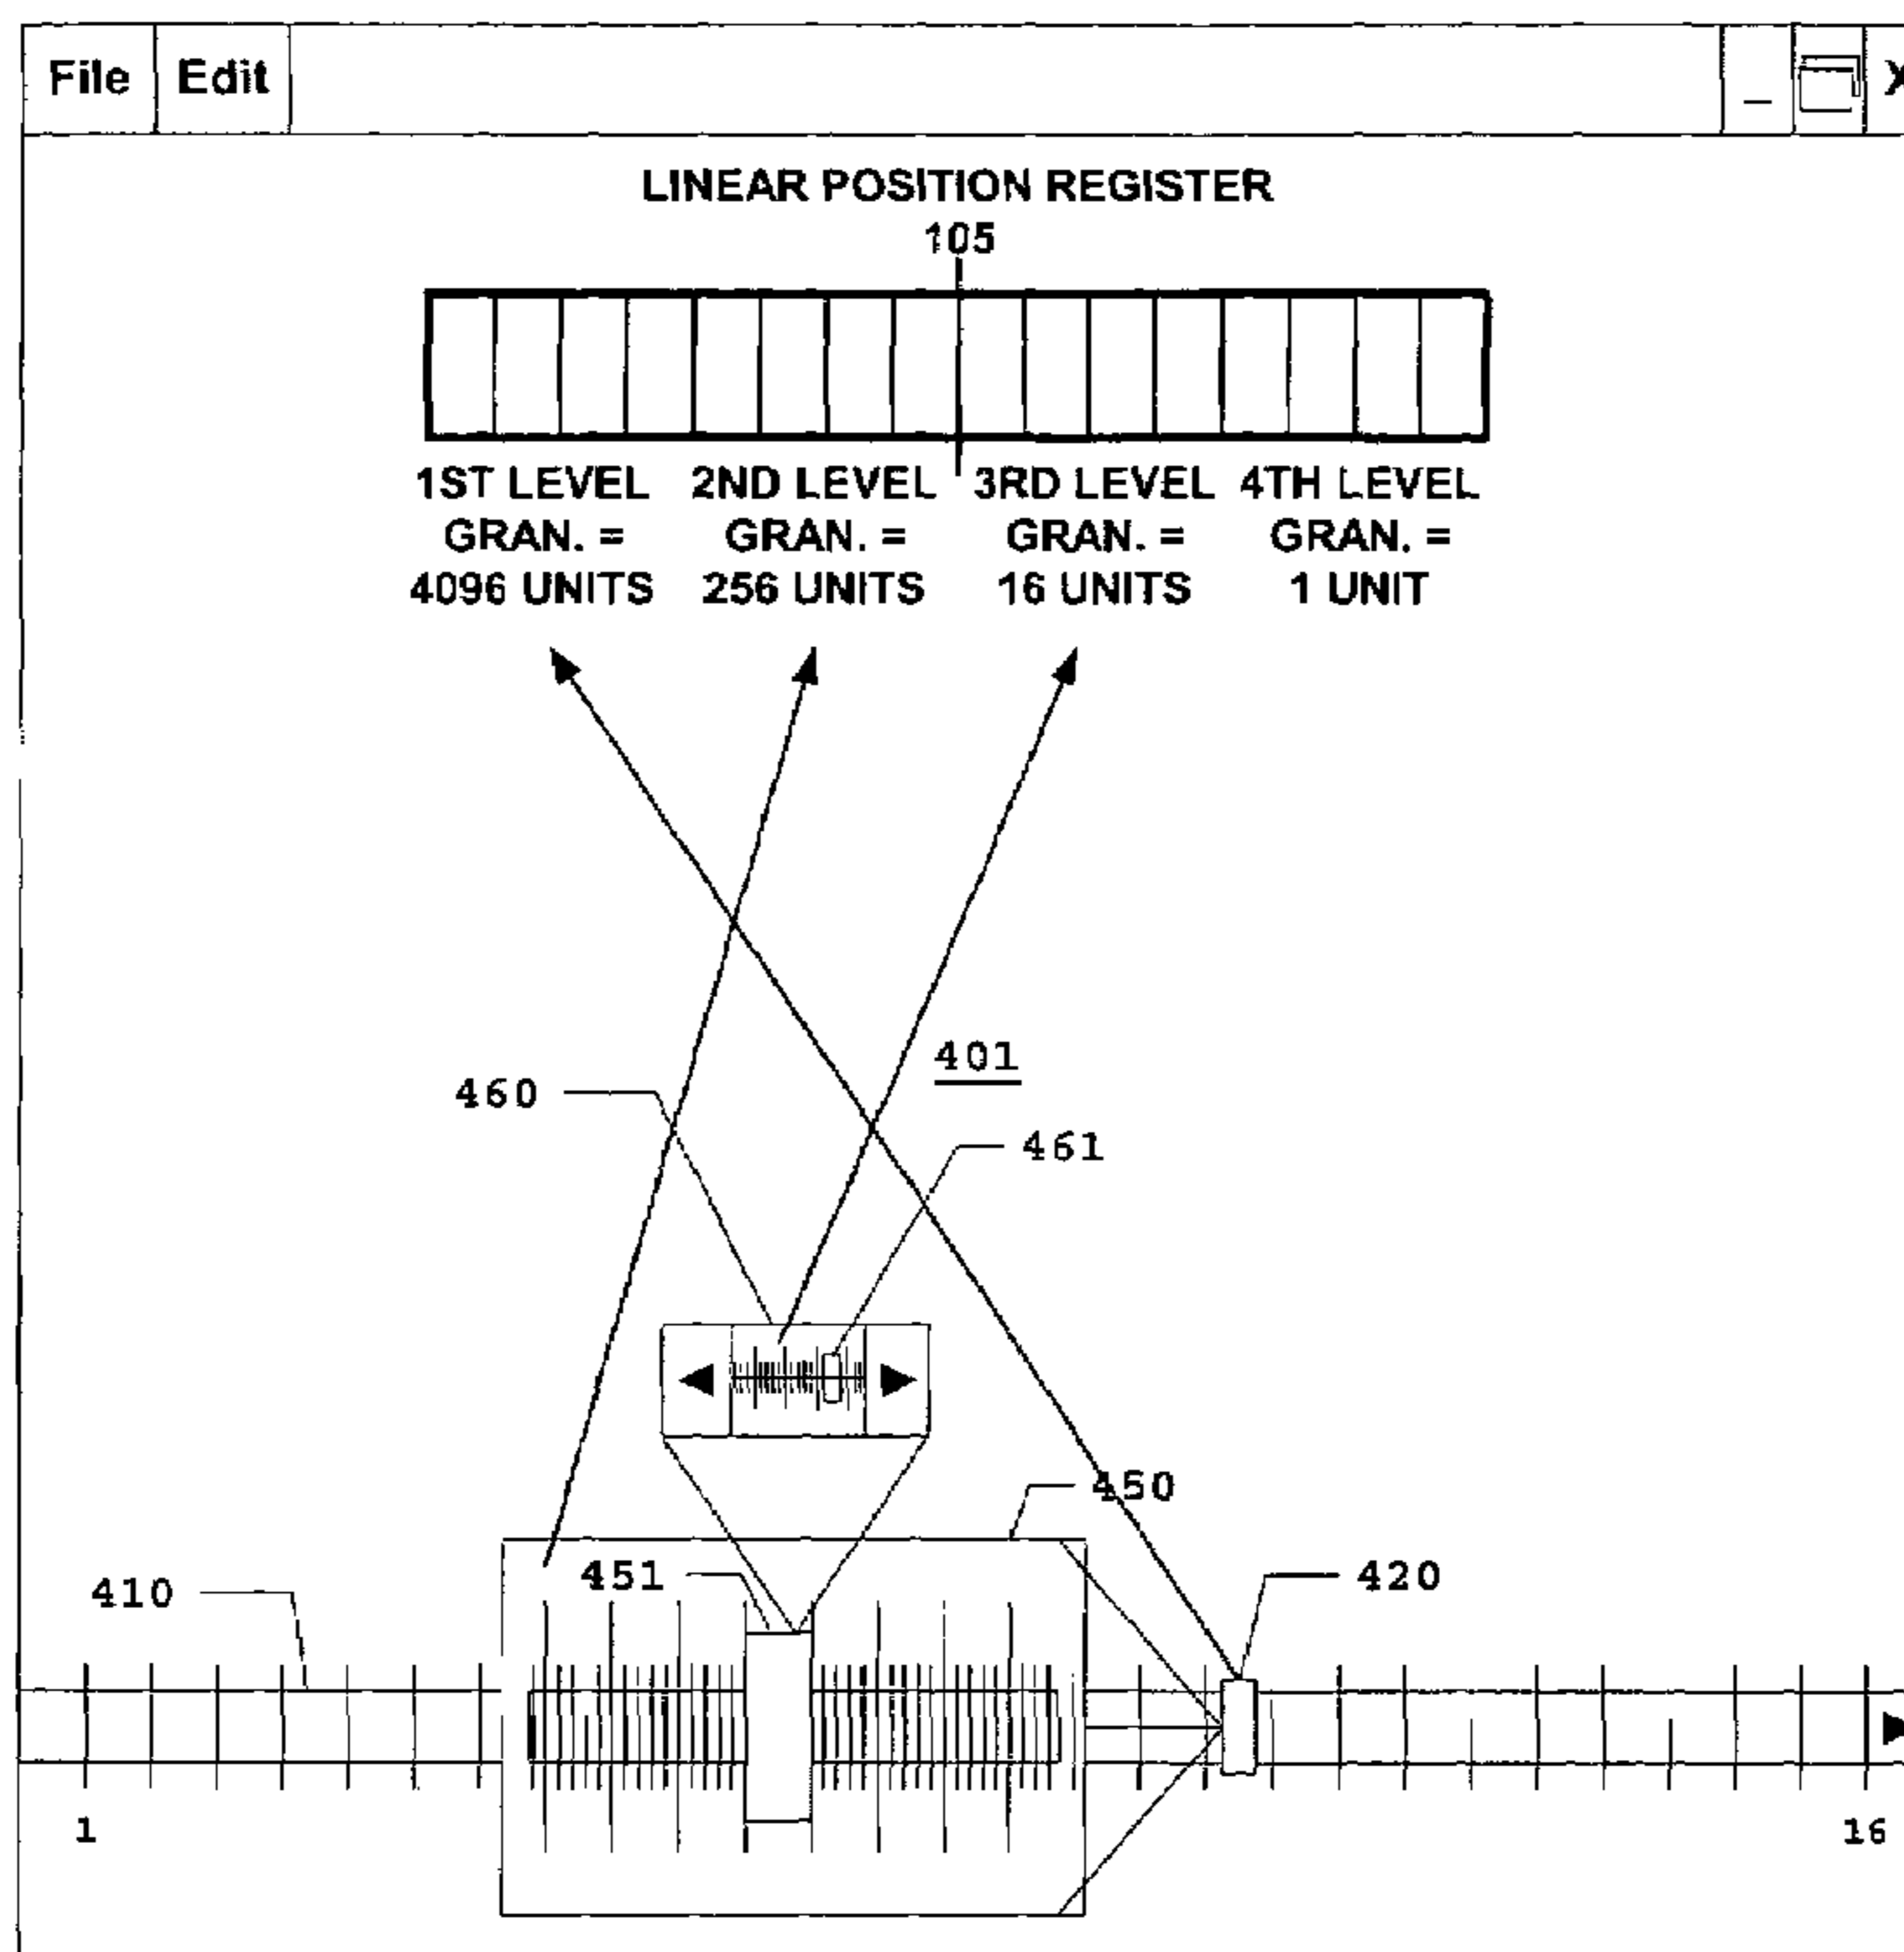 File Edit X
LINEAR POSITION REGISTER
105
1ST LEVEL 2ND LEVEL 3RD LEVEL 4TH LEVEL
GRAN. = GRAN. = GRAN. = GRAN. =
4096 UNITS 256 UNITS 16 UNITS 1 UNIT
401
460
461
450
451
420
410
1 16